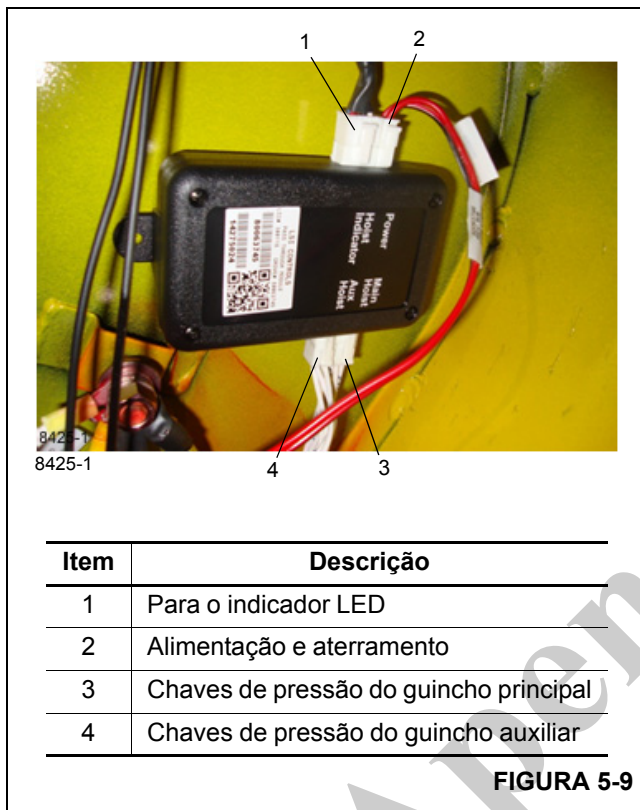 1
2
Power
Hoist
Indicator
Main
Hoist
Aux
Hoist
LSI CONTROLS
8425-1
8425-1
4
3
Item Descrição
1 Para o indicador LED
2 Alimentação e aterramento
3 Chaves de pressão do guincho principal
4 Chaves de pressão do guincho auxiliar
FIGURA 5-9